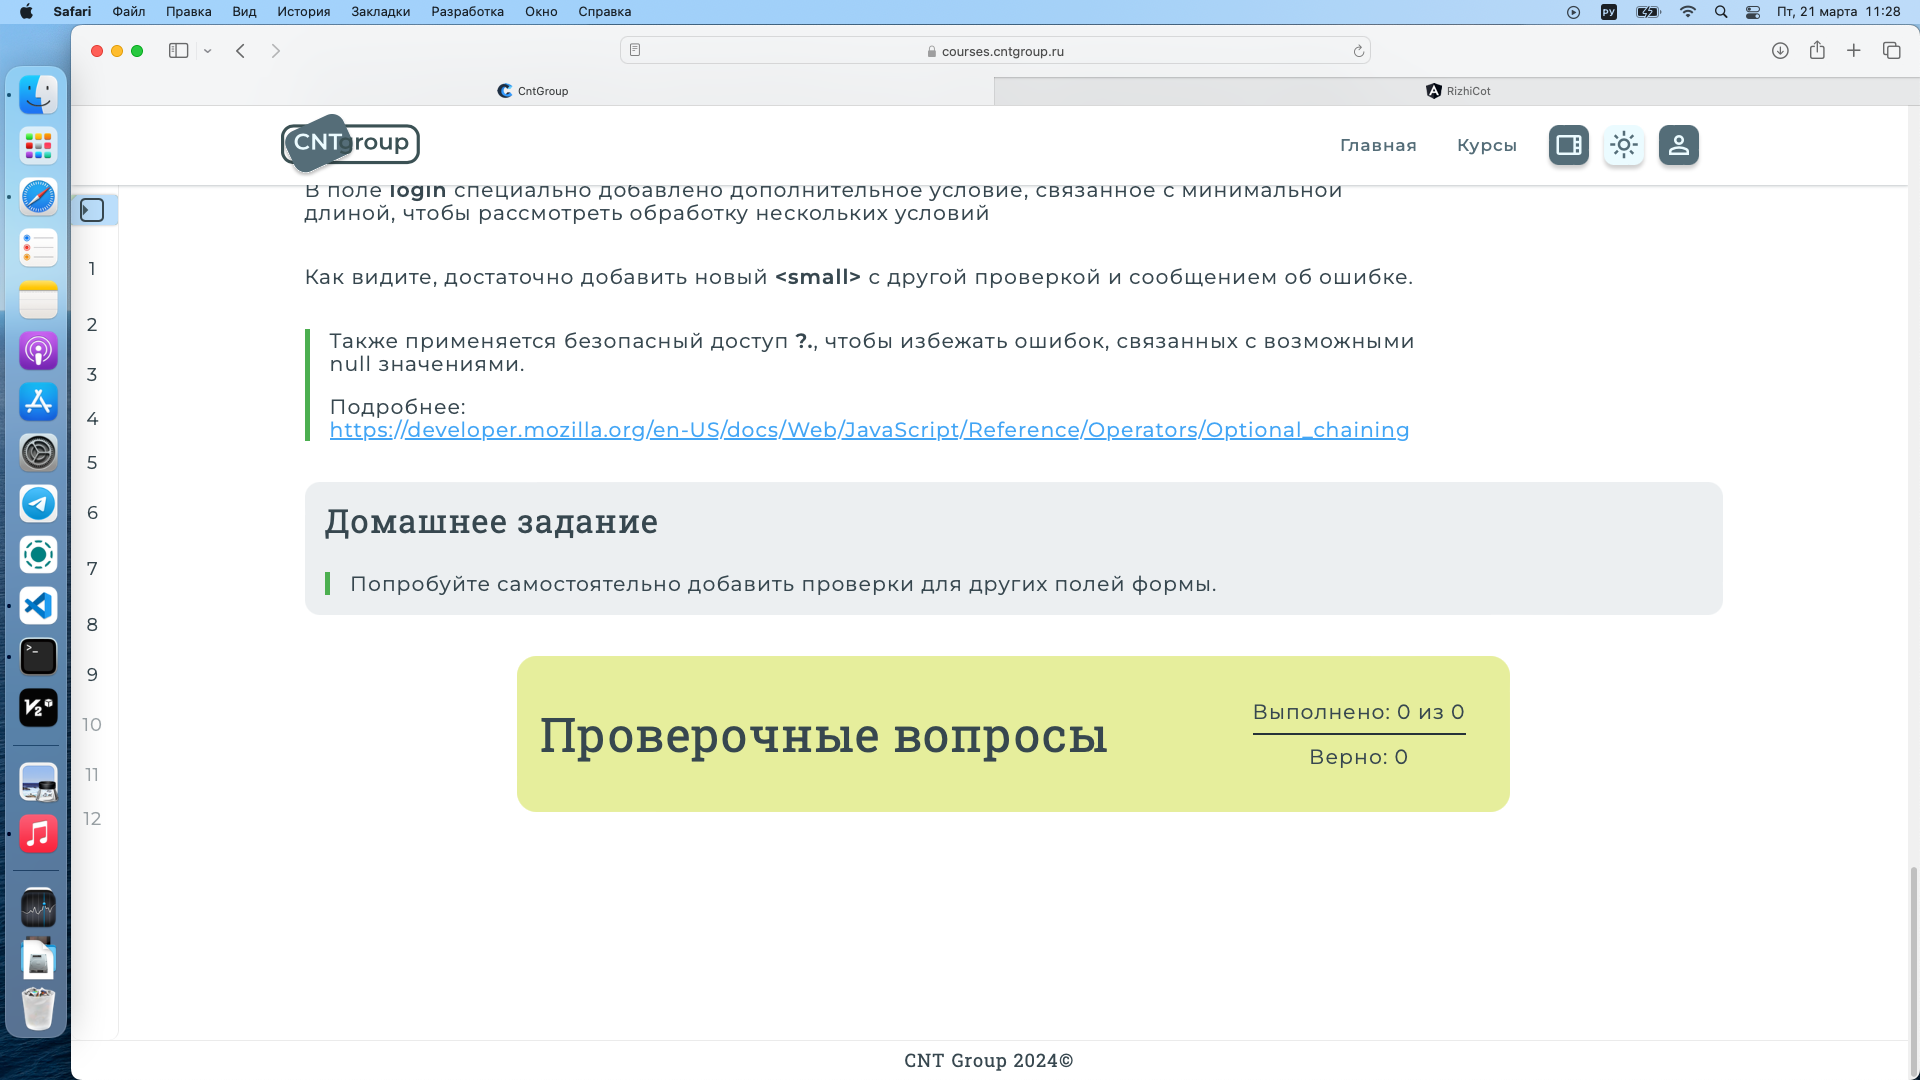 Safari Файл Правка Вид История Закладки Разработка Окно Справка РУ Пт, 21 марта 11:28
courses.cntgroup.ru
CntGroup RizhiCot
CNTgroup Главная Курсы
В поле login специально добавлено дополнительное условие, связанное с минимальной
длиной, чтобы рассмотреть обработку нескольких условий
Как видите, достаточно добавить новый <small> с другой проверкой и сообщением об ошибке.
Также применяется безопасный доступ ?., чтобы избежать ошибок, связанных с возможными
null значениями.
Подробнее:
https://developer.mozilla.org/en-US/docs/Web/JavaScript/Reference/Operators/Optional_chaining
Домашнее задание
Попробуйте самостоятельно добавить проверки для других полей формы.
Проверочные вопросы
Выполнено: 0 из 0
Верно: 0
1
2
3
4
5
6
7
8
9
10
11
12
CNT Group 2024©